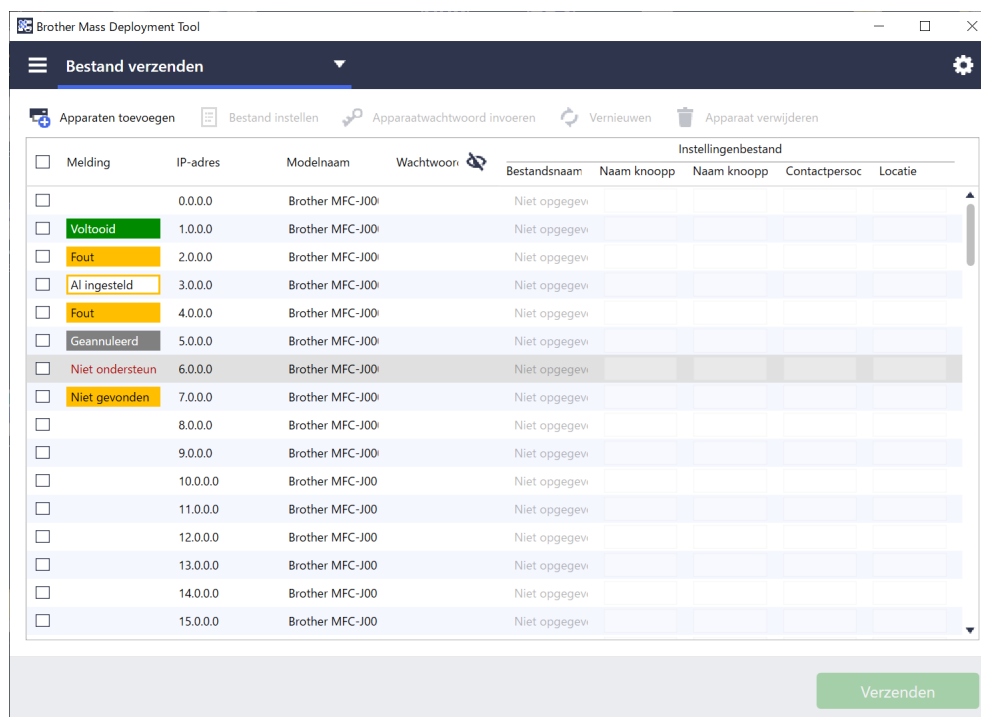 Brother Mass Deployment Tool
Bestand verzenden
Apparaten toevoegen Bestand instellen Apparaatwachtwoord invoeren Vernieuwen Apparaat verwijderen
Instellingenbestand
Melding IP-adres Modelnaam Wachtwoor Bestandsnaam Naam knoopp Naam knoopp Contactpersoc Locatie
0.0.0.0 Brother MFC-J00 Niet opgegev
Voltooid 1.0.0.0 Brother MFC-J00 Niet opgegev
Fout 2.0.0.0 Brother MFC-J00 Niet opgegev
Al ingesteld 3.0.0.0 Brother MFC-J00 Niet opgegev
Fout 4.0.0.0 Brother MFC-J00 Niet opgegev
Geannuleerd 5.0.0.0 Brother MFC-J00 Niet opgegev
Niet ondersteun 6.0.0.0 Brother MFC-J00 Niet opgegev
Niet gevonden 7.0.0.0 Brother MFC-J00 Niet opgegev
8.0.0.0 Brother MFC-J00 Niet opgegev
9.0.0.0 Brother MFC-J00 Niet opgegev
10.0.0.0 Brother MFC-J00 Niet opgegev
11.0.0.0 Brother MFC-J00 Niet opgegev
12.0.0.0 Brother MFC-J00 Niet opgegev
13.0.0.0 Brother MFC-J00 Niet opgegev
14.0.0.0 Brother MFC-J00 Niet opgegev
15.0.0.0 Brother MFC-J00 Niet opgegev
Verzenden